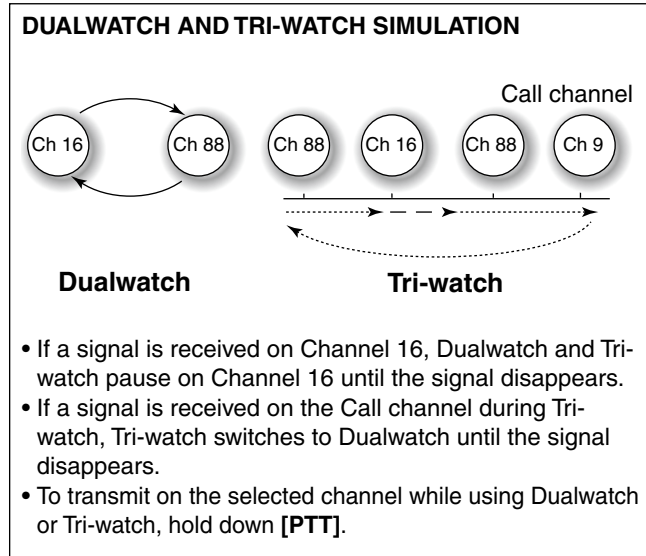 DUALWATCH AND TRI-WATCH SIMULATION
Call channel
Ch 16 Ch 88 Ch 88 Ch 16 Ch 88 Ch 9
Dualwatch Tri-watch
• If a signal is received on Channel 16, Dualwatch and Tri-
watch pause on Channel 16 until the signal disappears.
• If a signal is received on the Call channel during Tri-
watch, Tri-watch switches to Dualwatch until the signal
disappears.
• To transmit on the selected channel while using Dualwatch
or Tri-watch, hold down [PTT].